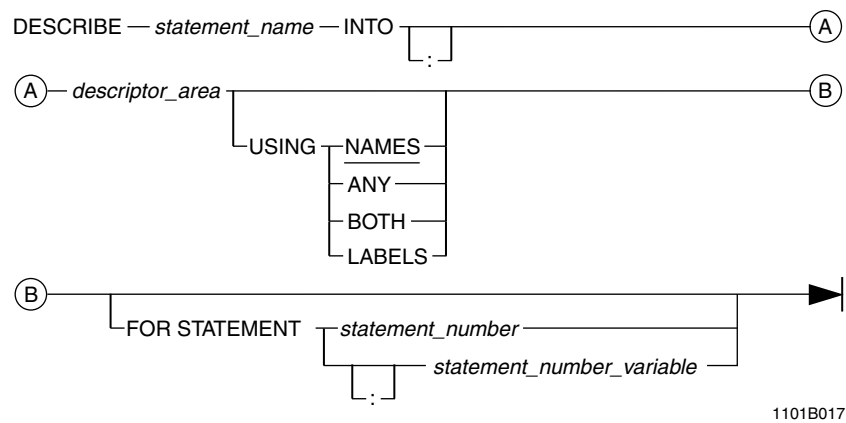 DESCRIBE statement_name INTO A
:
A descriptor_area B
USING NAMES
ANY
BOTH
LABELS
B
FOR STATEMENT statement_number
: statement_number_variable
1101B017